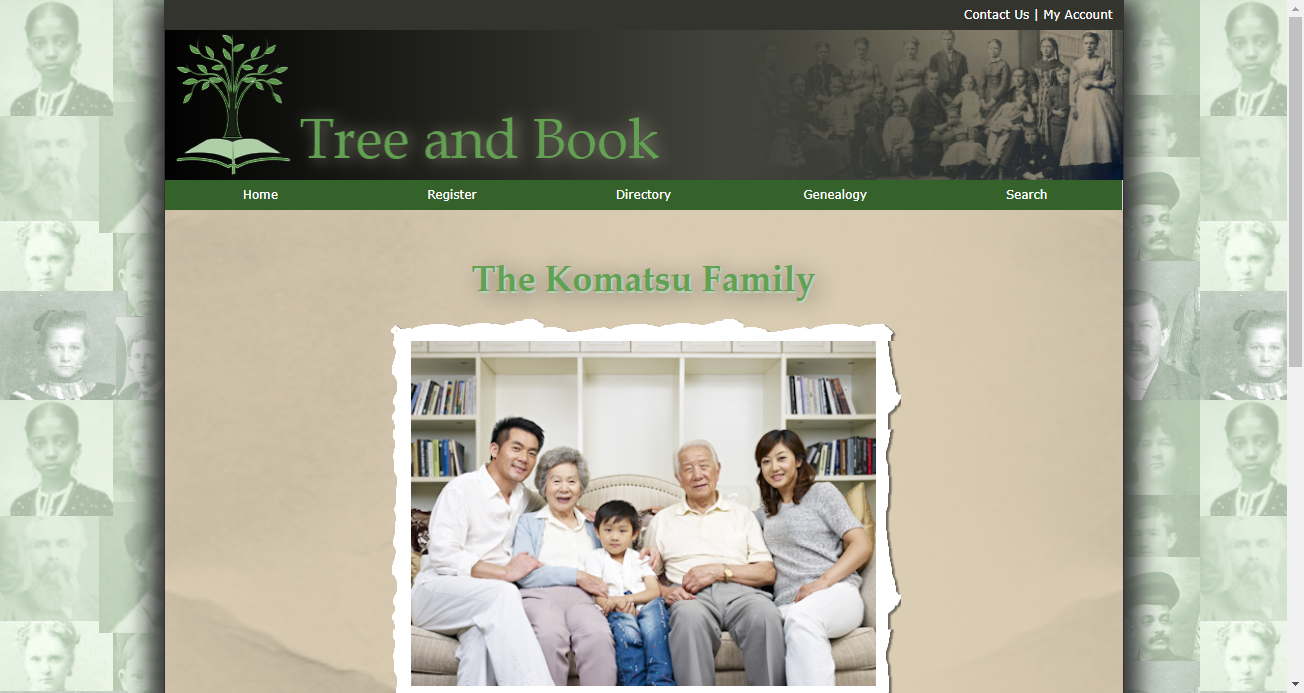 Contact Us | My Account
Tree and Book
Home Register Directory Genealogy Search
The Komatsu Family